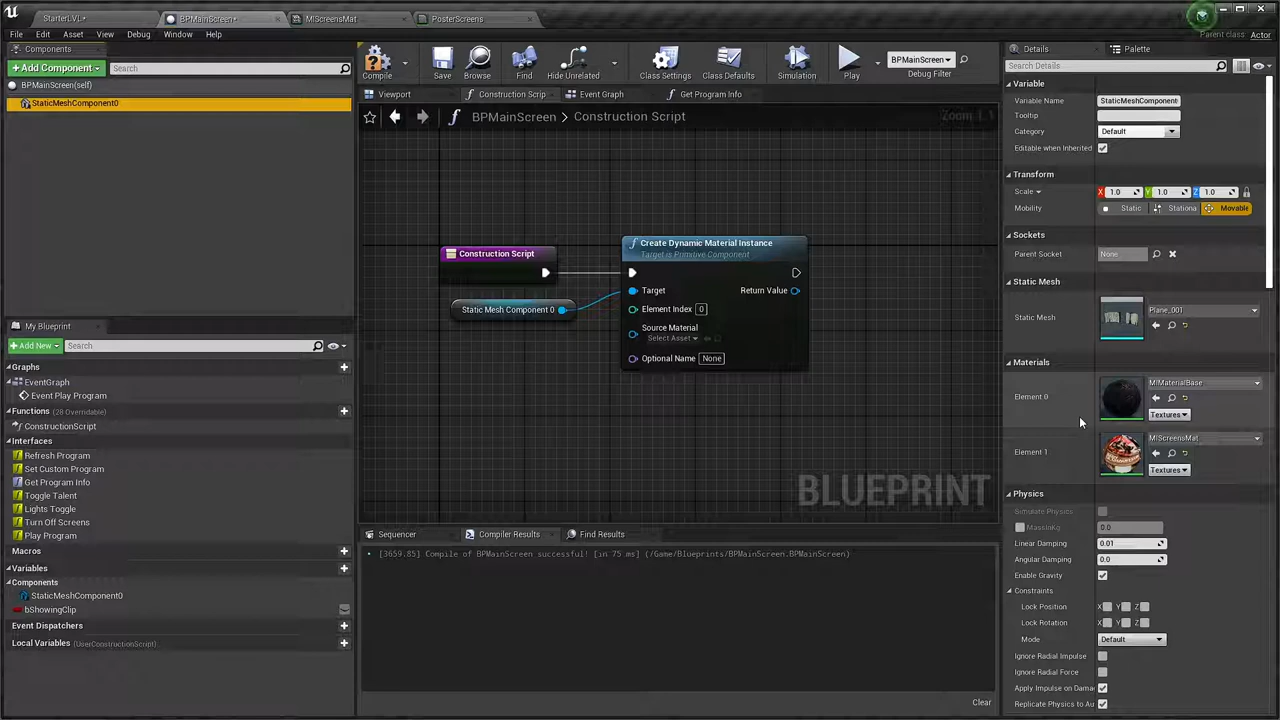 StarterLVL•
BPMainScreen•
MIScreensMat
PosterScreens
File Edit Asset View Debug Window Help
Parent class: Actor
Components
+ Add Component
Search
BPMainScreen(self)
StaticMeshComponent0
Compile
Save
Browse
Find
Hide Unrelated
Class Settings
Class Defaults
Simulation
Play
BPMainScreen
Debug Filter
Viewport
Construction Scrip
Event Graph
Get Program Info
BPMainScreen > Construction Script
Zoom 1:1
Construction Script
Static Mesh Component 0
Create Dynamic Material Instance
Target is Primitive Component
Target
Return Value
Element Index 0
Source Material
Select Asset
Optional Name None
BLUEPRINT
My Blueprint
+ Add New
Search
Graphs
EventGraph
Event Play Program
Functions (28 Overridable)
ConstructionScript
Interfaces
Refresh Program
Set Custom Program
Get Program Info
Toggle Talent
Lights Toggle
Turn Off Screens
Play Program
Macros
Variables
Components
StaticMeshComponent0
bShowingClip
Event Dispatchers
Local Variables (UserConstructionScript)
Sequencer
Compiler Results
Find Results
[3659.85] Compile of BPMainScreen successful! [in 75 ms] (/Game/Blueprints/BPMainScreen.BPMainScreen)
Clear
Details
Palette
Search Details
Variable
Variable Name StaticMeshComponent
Tooltip
Category Default
Editable when Inherited
Transform
Scale X 1.0 Y 1.0 Z 1.0
Mobility Static Stationa Movable
Sockets
Parent Socket None
Static Mesh
Static Mesh Plane_001
Materials
Element 0 MIMaterialBase
Textures
Element 1 MIScreensMat
Textures
Physics
Simulate Physics
MassInKg 0.0
Linear Damping 0.01
Angular Damping 0.0
Enable Gravity
Constraints
Lock Position X Y Z
Lock Rotation X Y Z
Mode Default
Ignore Radial Impulse
Ignore Radial Force
Apply Impulse on Damag
Replicate Physics to Au